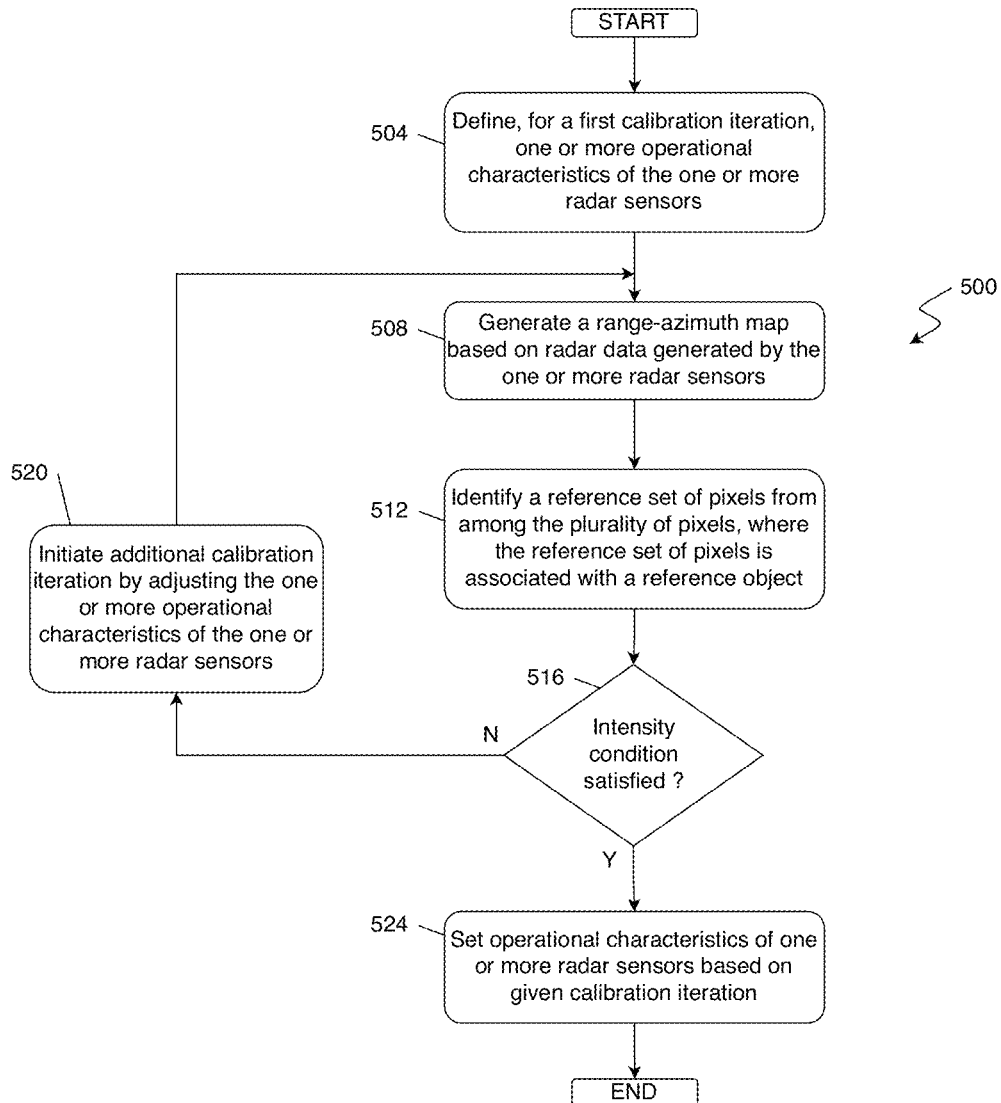 START
504
Define, for a first calibration iteration,
one or more operational
characteristics of the one or more
radar sensors
500
508
Generate a range-azimuth map
based on radar data generated by the
one or more radar sensors
520
Initiate additional calibration
iteration by adjusting the one
or more operational
characteristics of the one or
more radar sensors
512
Identify a reference set of pixels from
among the plurality of pixels, where
the reference set of pixels is
associated with a reference object
516
Intensity
condition
satisfied ?
N
Y
524
Set operational characteristics of one
or more radar sensors based on
given calibration iteration
END